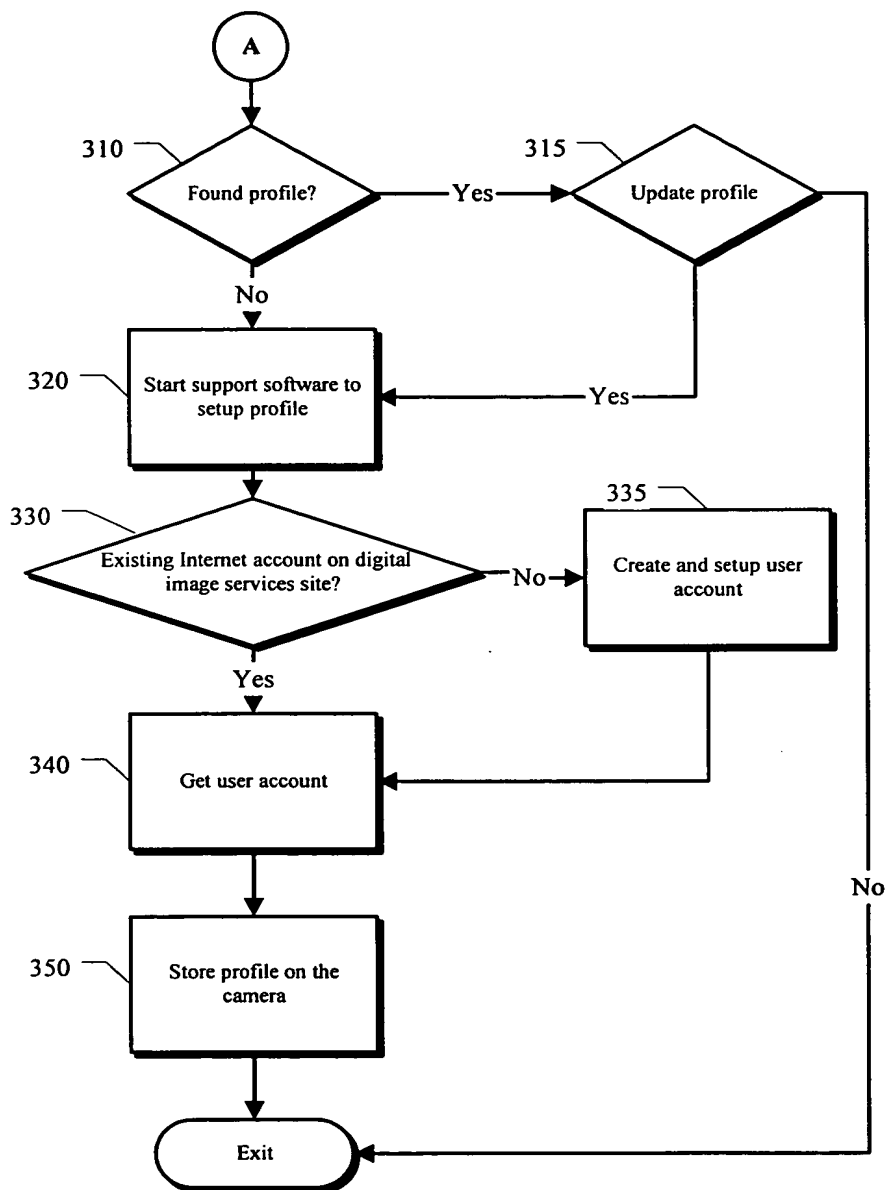 A
310
Found profile?
Yes
315
Update profile
No
320
Start support software to
setup profile
Yes
330
Existing Internet account on digital
image services site?
No
335
Create and setup user
account
Yes
340
Get user account
No
350
Store profile on the
camera
Exit